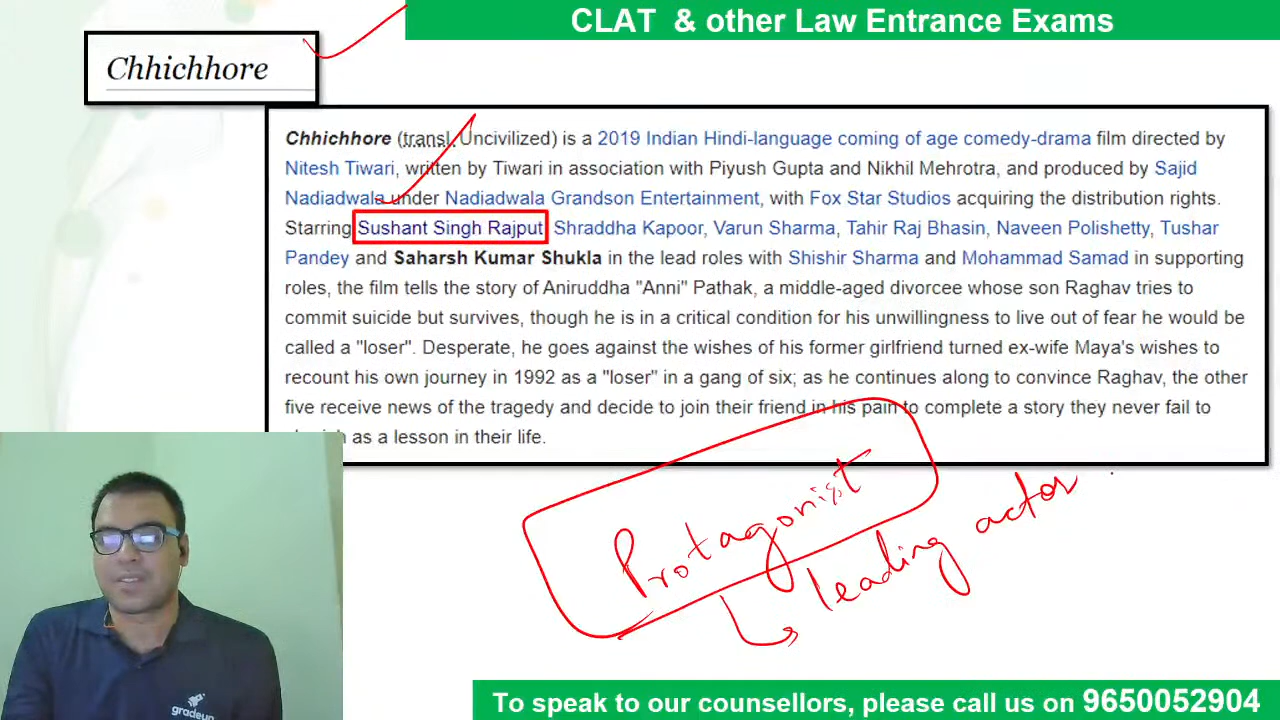 CLAT & other Law Entrance Exams
Chhichhore
Chhichhore (transl. Uncivilized) is a 2019 Indian Hindi-language coming of age comedy-drama film directed by
Nitesh Tiwari, written by Tiwari in association with Piyush Gupta and Nikhil Mehrotra, and produced by Sajid
Nadiadwala under Nadiadwala Grandson Entertainment, with Fox Star Studios acquiring the distribution rights.
Starring Sushant Singh Rajput, Shraddha Kapoor, Varun Sharma, Tahir Raj Bhasin, Naveen Polishetty, Tushar
Pandey and Saharsh Kumar Shukla in the lead roles with Shishir Sharma and Mohammad Samad in supporting
roles, the film tells the story of Aniruddha "Anni" Pathak, a middle-aged divorcee whose son Raghav tries to
commit suicide but survives, though he is in a critical condition for his unwillingness to live out of fear he would be
called a "loser". Desperate, he goes against the wishes of his former girlfriend turned ex-wife Maya's wishes to
recount his own journey in 1992 as a "loser" in a gang of six; as he continues along to convince Raghav, the other
five receive news of the tragedy and decide to join their friend in his pain to complete a story they never fail to
as a lesson in their life.
Protagonist
leading actor
gradeup
To speak to our counsellors, please call us on 9650052904